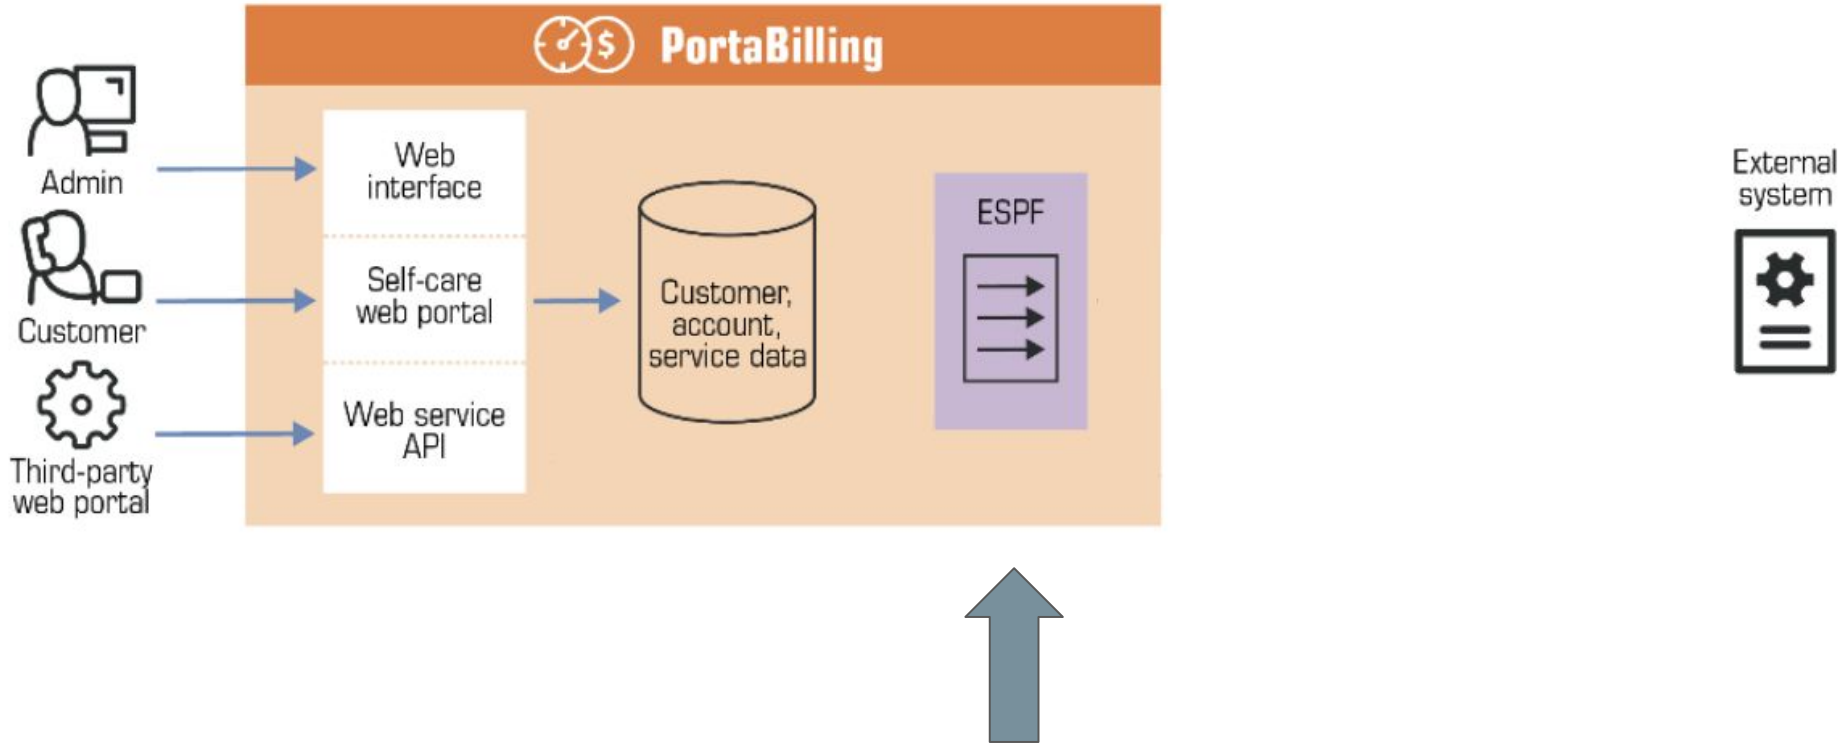 $ PortaBilling
Admin
Customer
Third-party
web portal
Web
interface
Self-care
web portal
Web service
API
Customer,
account,
service data
ESPF
External
system